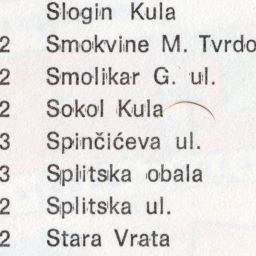 Slogin Kula
2 Smokvine M. Tvrdo
2 Smolikar G. ul.
2 Sokol Kula
3 Spinčićeva ul.
3 Splitska obala
2 Splitska ul.
2 Stara Vrata